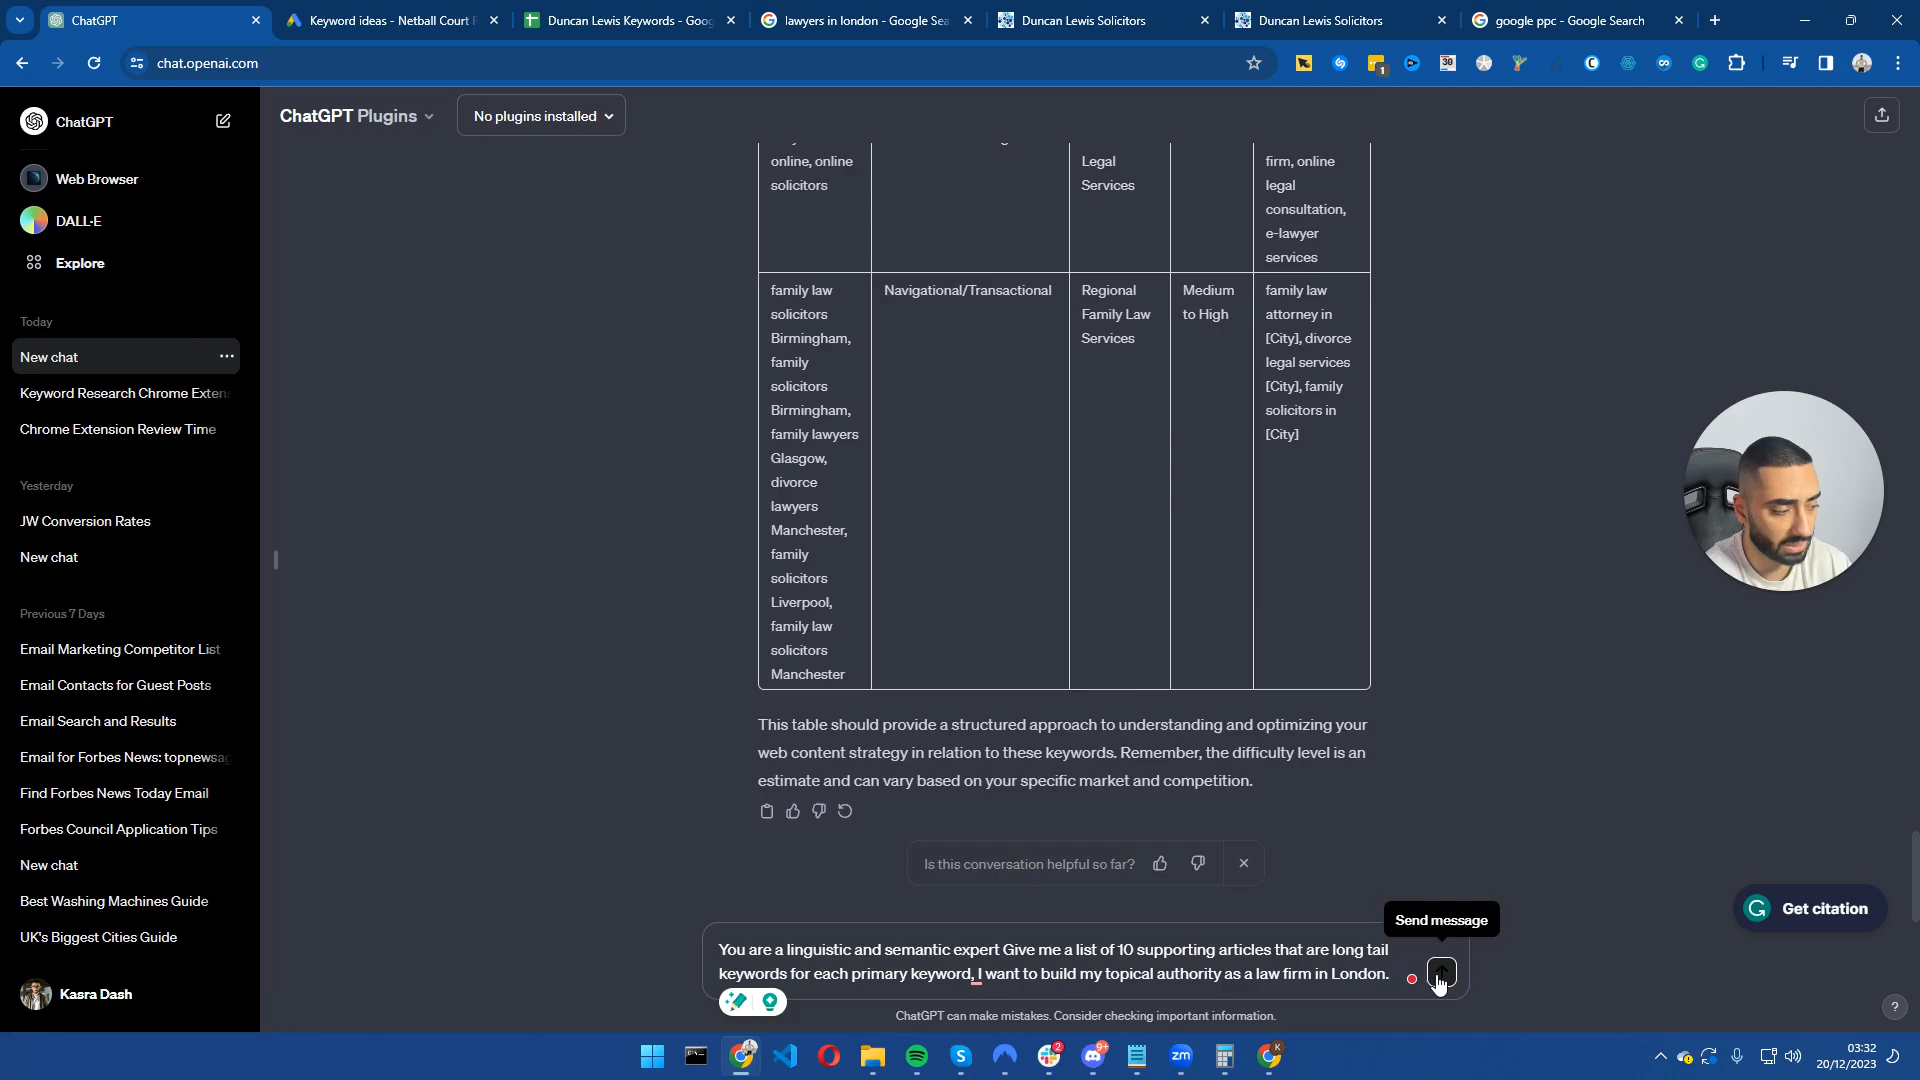 ChatGPT
Keyword ideas - Netball Court
Duncan Lewis Keywords - Goo
lawyers in london - Google Sea
Duncan Lewis Solicitors
Duncan Lewis Solicitors
google ppc - Google Search
chat.openai.com
1
30
ChatGPT
Web Browser
DALL·E
Explore
Today
New chat
Keyword Research Chrome Exten
Chrome Extension Review Time
Yesterday
JW Conversion Rates
New chat
Previous 7 Days
Email Marketing Competitor List
Email Contacts for Guest Posts
Email Search and Results
Email for Forbes News: topnewsag
Find Forbes News Today Email
Forbes Council Application Tips
New chat
Best Washing Machines Guide
UK's Biggest Cities Guide
Kasra Dash
ChatGPT Plugins
No plugins installed
online, online
solicitors
Legal
Services
firm, online
legal
consultation,
e-lawyer
services
family law
solicitors
Birmingham,
family
solicitors
Birmingham,
family lawyers
Glasgow,
divorce
lawyers
Manchester,
family
solicitors
Liverpool,
family law
solicitors
Manchester
Navigational/Transactional
Regional
Family Law
Services
Medium
to High
family law
attorney in
[City], divorce
legal services
[City], family
solicitors in
[City]
This table should provide a structured approach to understanding and optimizing your
web content strategy in relation to these keywords. Remember, the difficulty level is an
estimate and can vary based on your specific market and competition.
Is this conversation helpful so far?
Get citation
Send message
You are a linguistic and semantic expert Give me a list of 10 supporting articles that are long tail
keywords for each primary keyword, I want to build my topical authority as a law firm in London.
ChatGPT can make mistakes. Consider checking important information.
?
2
9+
zm
K
03:32
20/12/2023